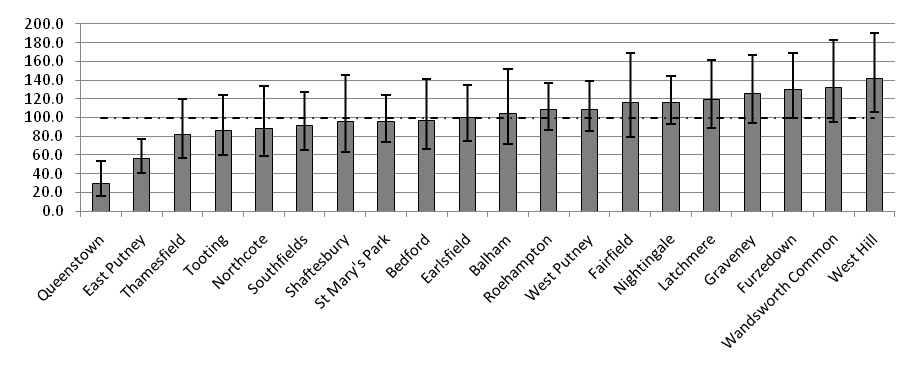 200.0
180.0
160.0
140.0
120.0
100.0
80.0
60.0
40.0
20.0
0.0
Queenstown
East Putney
Thamesfield
Tooting
Northcote
Southfields
Shaftesbury
St Mary's Park
Bedford
Earlsfield
Balham
Roehampton
West Putney
Fairfield
Nightingale
Latchmere
Graveney
Furzedown
Wandsworth Common
West Hill